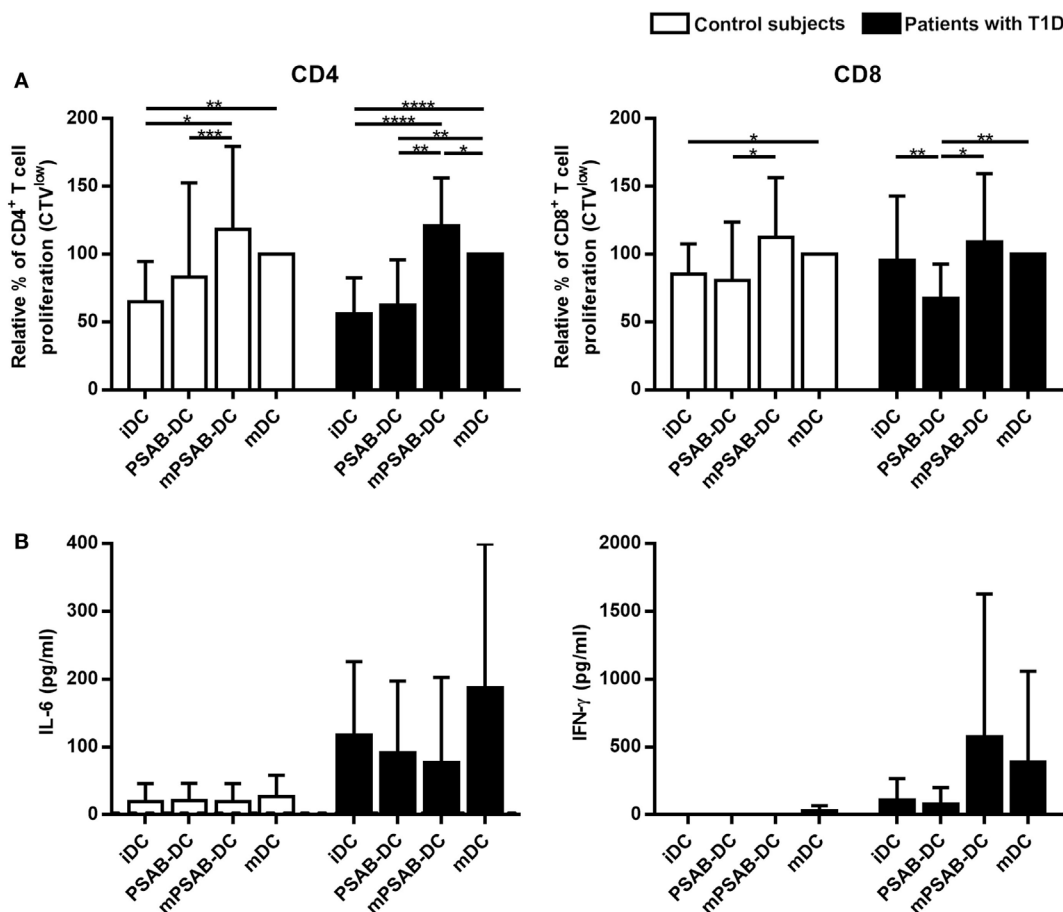 Control subjects Patients with T1D
A
CD4
CD8
Relative % of CD4+ T cell
proliferation (CTVlow)
200
150
100
50
0
**
*
***
****
****
**
**
*
iDC
PSAB-DC
mPSAB-DC
mDC
iDC
PSAB-DC
mPSAB-DC
mDC
Relative % of CD8+ T cell
proliferation (CTVlow)
200
150
100
50
0
*
*
**
**
*
iDC
PSAB-DC
mPSAB-DC
mDC
iDC
PSAB-DC
mPSAB-DC
mDC
B
IL-6 (pg/ml)
400
300
200
100
0
iDC
PSAB-DC
mPSAB-DC
mDC
iDC
PSAB-DC
mPSAB-DC
mDC
IFN-γ (pg/ml)
2000
1500
1000
500
0
iDC
PSAB-DC
mPSAB-DC
mDC
iDC
PSAB-DC
mPSAB-DC
mDC